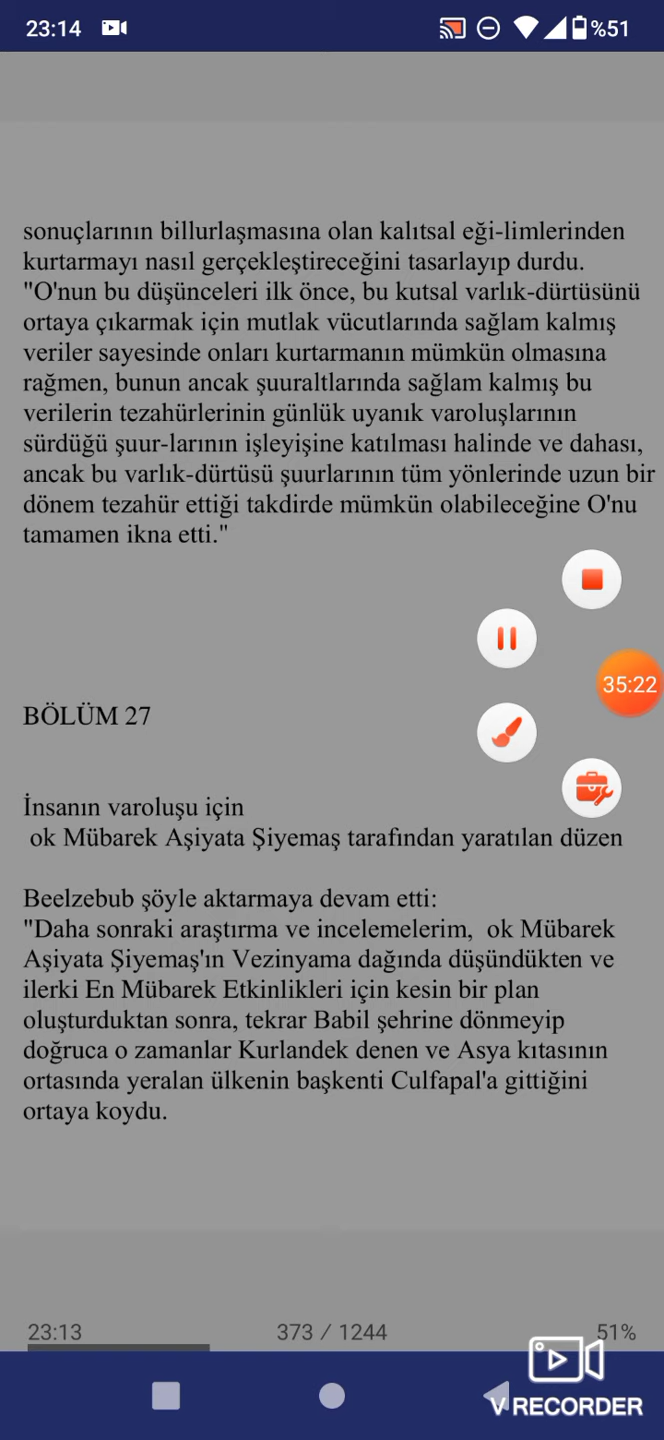 23:14
%51
sonuçlarının billurlaşmasına olan kalıtsal eği-limlerinden
kurtarmayı nasıl gerçekleştireceğini tasarlayıp durdu.
"O'nun bu düşünceleri ilk önce, bu kutsal varlık-dürtüsünü
ortaya çıkarmak için mutlak vücutlarında sağlam kalmış
veriler sayesinde onları kurtarmanın mümkün olmasına
rağmen, bunun ancak şuuraltlarında sağlam kalmış bu
verilerin tezahürlerinin günlük uyanık varoluşlarının
sürdüğü şuur-larının işleyişine katılması halinde ve dahası,
ancak bu varlık-dürtüsü şuurlarının tüm yönlerinde uzun bir
dönem tezahür ettiği takdirde mümkün olabileceğine O'nu
tamamen ikna etti."
35:22
BÖLÜM 27
İnsanın varoluşu için
ok Mübarek Aşiyata Şiyemaş tarafından yaratılan düzen
Beelzebub şöyle aktarmaya devam etti:
"Daha sonraki araştırma ve incelemelerim, ok Mübarek
Aşiyata Şiyemaş'ın Vezinyama dağında düşündükten ve
ilerki En Mübarek Etkinlikleri için kesin bir plan
oluşturduktan sonra, tekrar Babil şehrine dönmeyip
doğruca o zamanlar Kurlandek denen ve Asya kıtasının
ortasında yeralan ülkenin başkenti Culfapal'a gittiğini
ortaya koydu.
23:13
373 / 1244
51%
V RECORDER